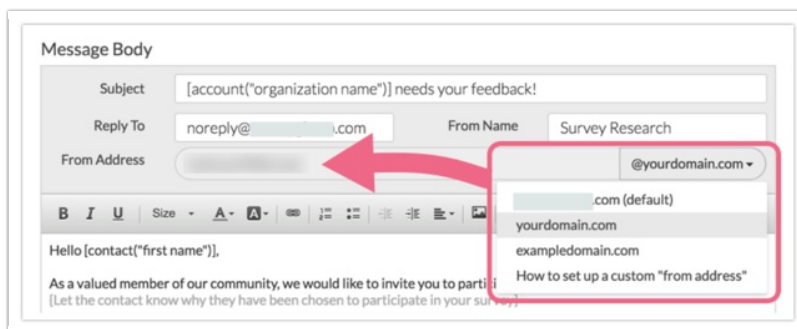 Message Body
Subject [account("organization name")] needs your feedback!
Reply To noreply@ .com From Name Survey Research
From Address @yourdomain.com
B I U Size A A
.com (default)
yourdomain.com
exampledomain.com
How to set up a custom "from address"
Hello [contact("first name")],
As a valued member of our community, we would like to invite you to
[Let the contact know why they have been chosen to participate in your survey]